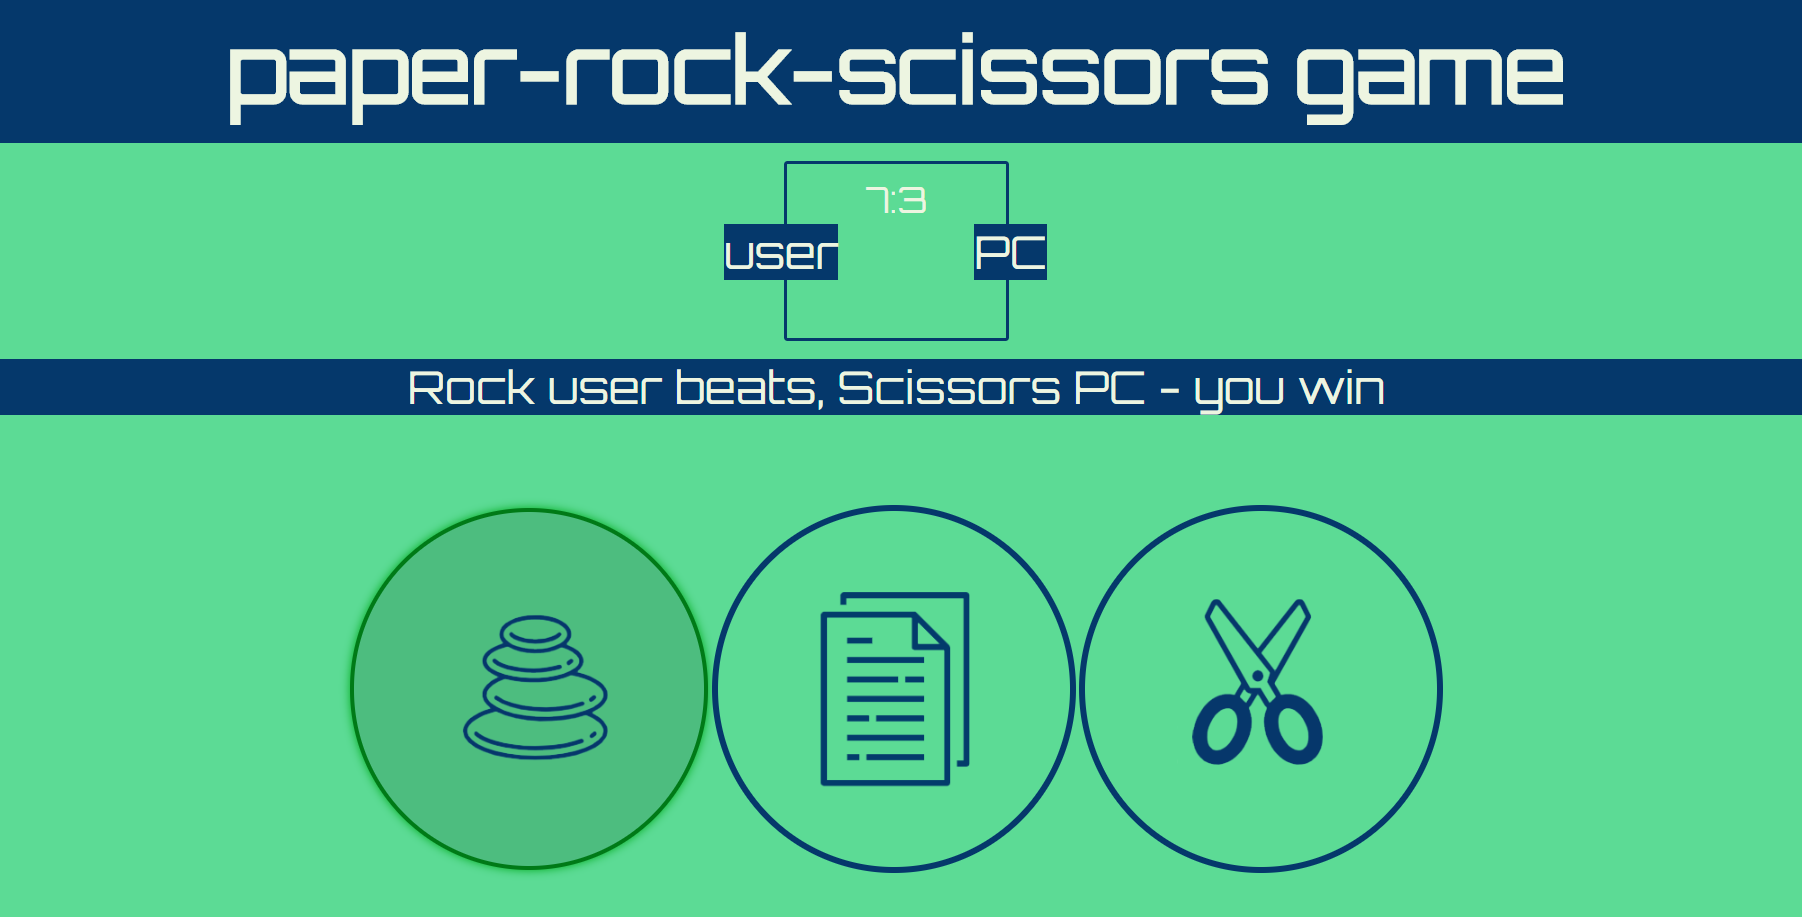 paper-rock-scissors game
7:3
user PC
Rock user beats, Scissors PC - you win